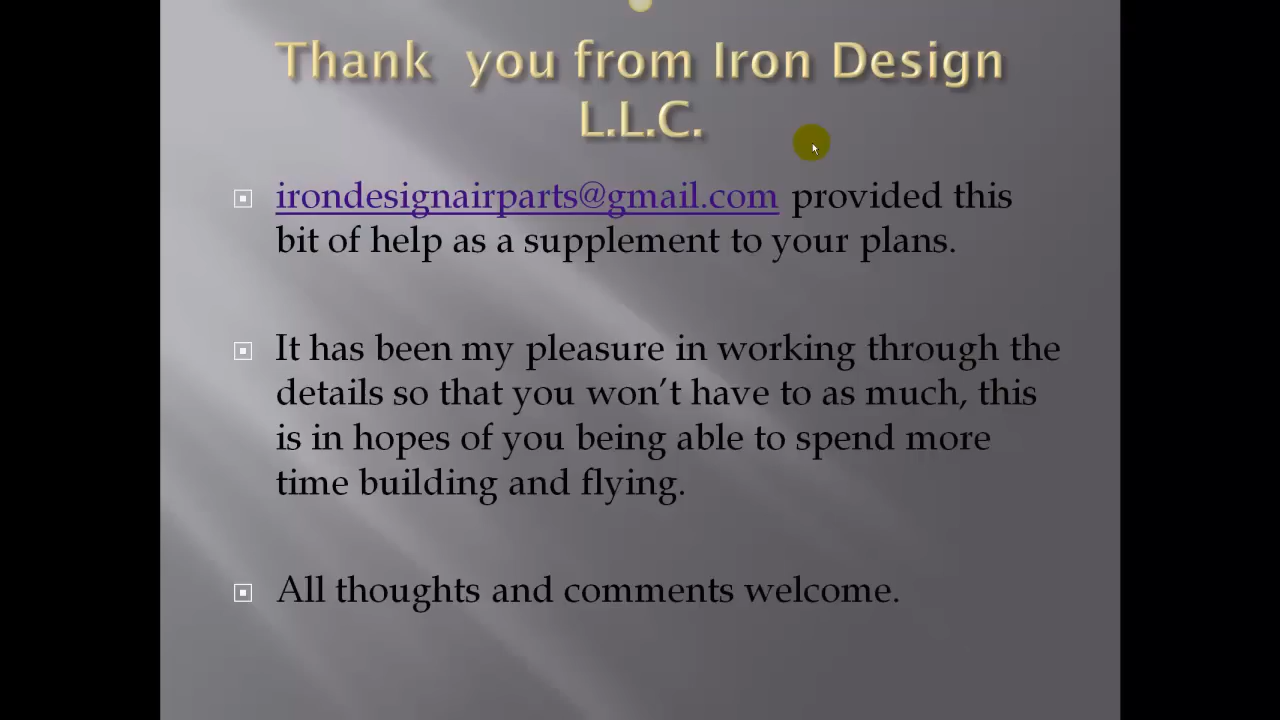 Thank  you from Iron Design
L.L.C.
irondesignairparts@gmail.com provided this
bit of help as a supplement to your plans.
It has been my pleasure in working through the
details so that you won’t have to as much, this
is in hopes of you being able to spend more
time building and flying.
All thoughts and comments welcome.